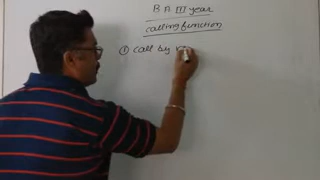 B A III year
calling function
① call by